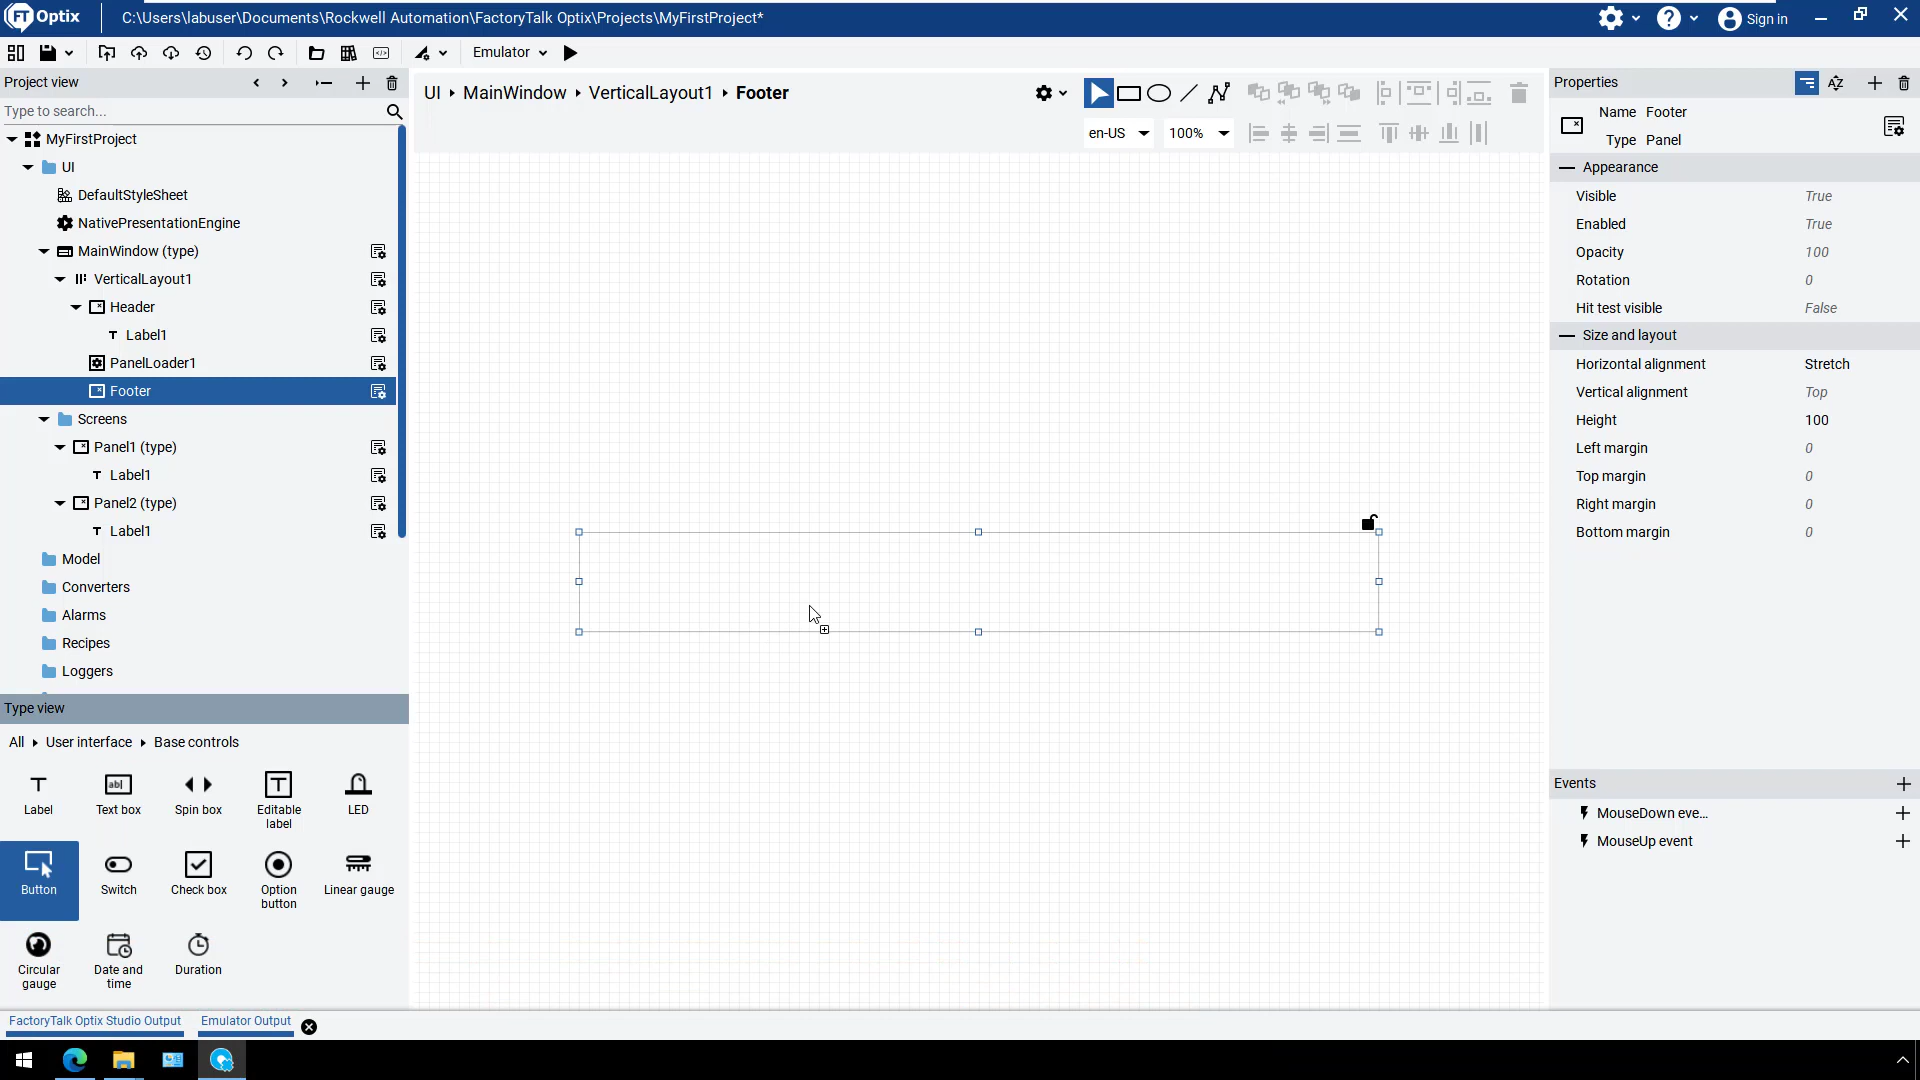 FT Optix
C:\Users\labuser\Documents\Rockwell Automation\FactoryTalk Optix\Projects\MyFirstProject*
Sign in
Emulator
Project view
Type to search...
MyFirstProject
UI
DefaultStyleSheet
NativePresentationEngine
MainWindow (type)
VerticalLayout1
Header
Label1
PanelLoader1
Footer
Screens
Panel1 (type)
Label1
Panel2 (type)
Label1
Model
Converters
Alarms
Recipes
Loggers
Type view
All User interface Base controls
Label
Text box
Spin box
Editable label
LED
Button
Switch
Check box
Option button
Linear gauge
Circular gauge
Date and time
Duration
UI MainWindow VerticalLayout1 Footer
en-US
100%
Properties
Name Footer
Type Panel
Appearance
Visible True
Enabled True
Opacity 100
Rotation 0
Hit test visible False
Size and layout
Horizontal alignment Stretch
Vertical alignment Top
Height 100
Left margin 0
Top margin 0
Right margin 0
Bottom margin 0
Events
MouseDown eve...
MouseUp event
FactoryTalk Optix Studio Output
Emulator Output